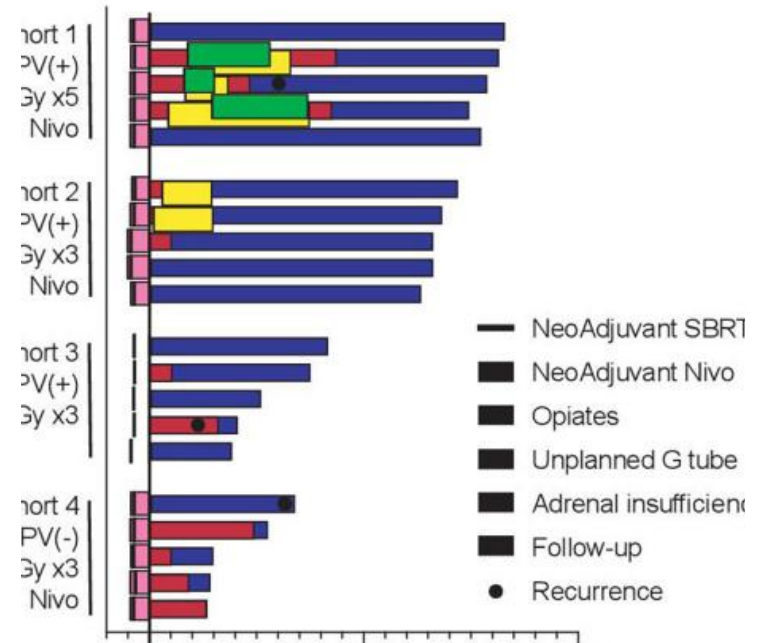 hort 1
PV(+)
Gy x5
Nivo
hort 2
PV(+)
Gy x3
Nivo
hort 3
PV(+)
Gy x3
hort 4
PV(-)
Gy x3
Nivo
NeoAdjuvant SBRT
NeoAdjuvant Nivo
Opiates
Unplanned G tube
Adrenal insufficienc
Follow-up
Recurrence